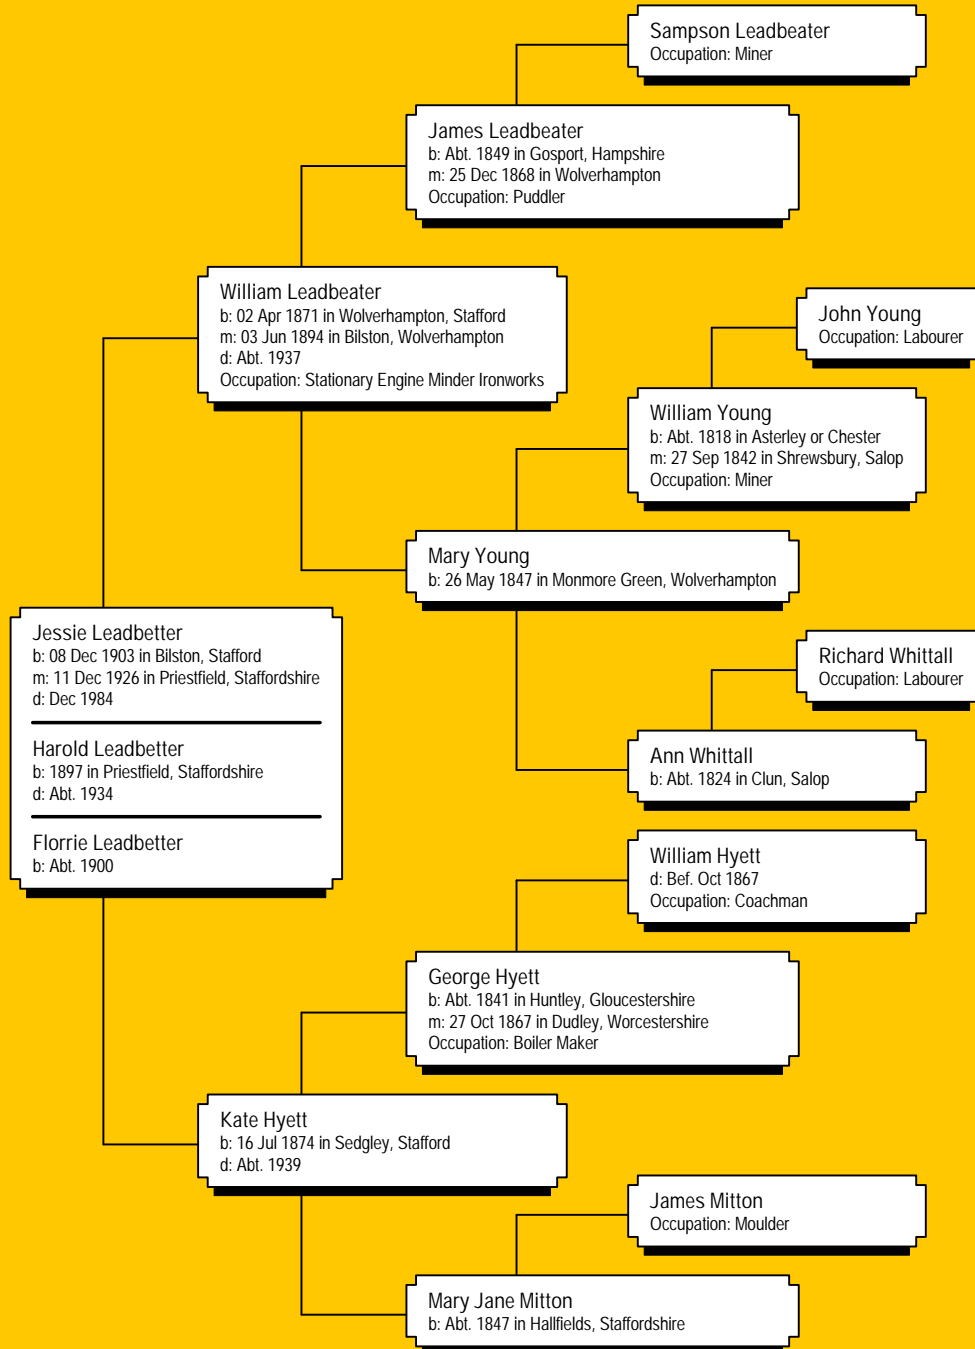 Sampson Leadbeater
Occupation: Miner
James Leadbeater
b: Abt. 1849 in Gosport, Hampshire
m: 25 Dec 1868 in Wolverhampton
Occupation: Puddler
William Leadbeater
b: 02 Apr 1871 in Wolverhampton, Stafford
m: 03 Jun 1894 in Bilston, Wolverhampton
d: Abt. 1937
Occupation: Stationary Engine Minder Ironworks
John Young
Occupation: Labourer
William Young
b: Abt. 1818 in Asterley or Chester
m: 27 Sep 1842 in Shrewsbury, Salop
Occupation: Miner
Mary Young
b: 26 May 1847 in Monmore Green, Wolverhampton
Jessie Leadbetter
b: 08 Dec 1903 in Bilston, Stafford
m: 11 Dec 1926 in Priestfield, Staffordshire
d: Dec 1984
Harold Leadbetter
b: 1897 in Priestfield, Staffordshire
d: Abt. 1934
Florrie Leadbetter
b: Abt. 1900
Richard Whittall
Occupation: Labourer
Ann Whittall
b: Abt. 1824 in Clun, Salop
William Hyett
d: Bef. Oct 1867
Occupation: Coachman
George Hyett
b: Abt. 1841 in Huntley, Gloucestershire
m: 27 Oct 1867 in Dudley, Worcestershire
Occupation: Boiler Maker
Kate Hyett
b: 16 Jul 1874 in Sedgley, Stafford
d: Abt. 1939
James Mitton
Occupation: Moulder
Mary Jane Mitton
b: Abt. 1847 in Hallfields, Staffordshire